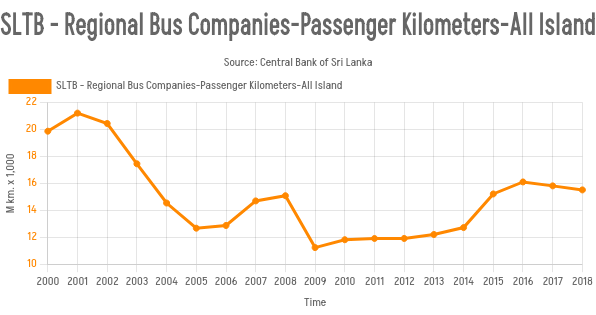 SLTB - Regional Bus Companies-Passenger Kilometers-All Island
Source: Central Bank of Sri Lanka
SLTB - Regional Bus Companies-Passenger Kilometers-All Island
22
20
18
16
14
12
10
M km. x 1,000
2000 2001 2002 2003 2004 2005 2006 2007 2008 2009 2010 2011 2012 2013 2014 2015 2016 2017 2018
Time